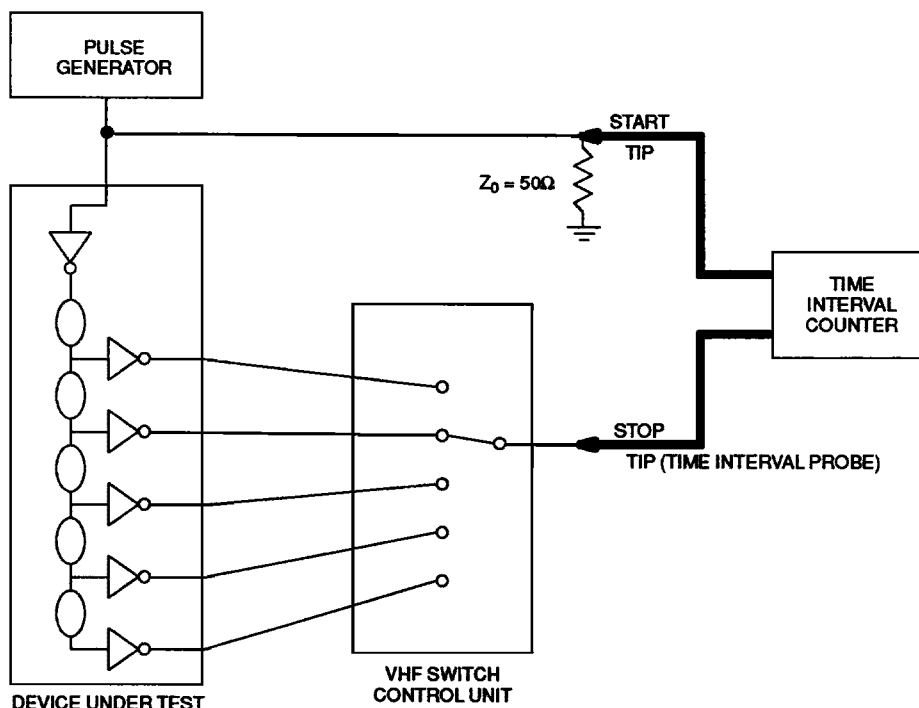 PULSE
GENERATOR
START
TIP
Z₀ = 50Ω
TIME
INTERVAL
COUNTER
STOP
TIP (TIME INTERVAL PROBE)
VHF SWITCH
CONTROL UNIT
DEVICE UNDER TEST